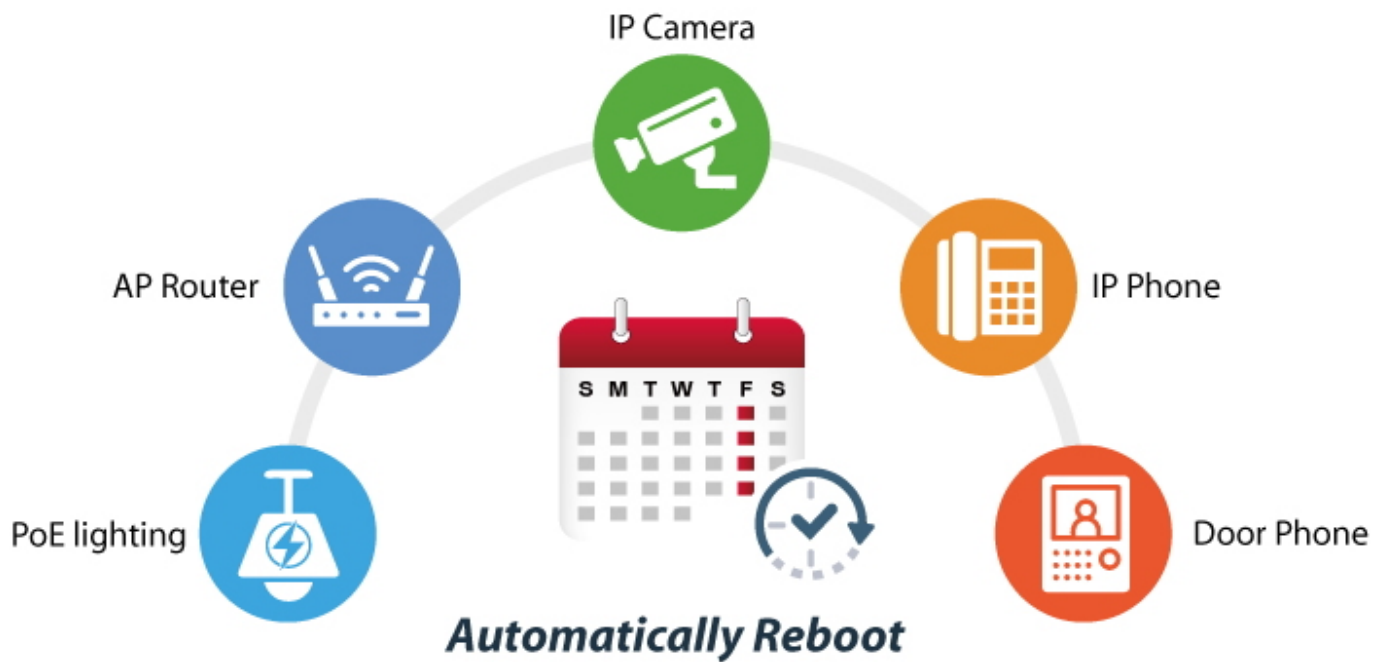 IP Camera
AP Router
IP Phone
S M T W T F S
PoE lighting
Door Phone
Automatically Reboot